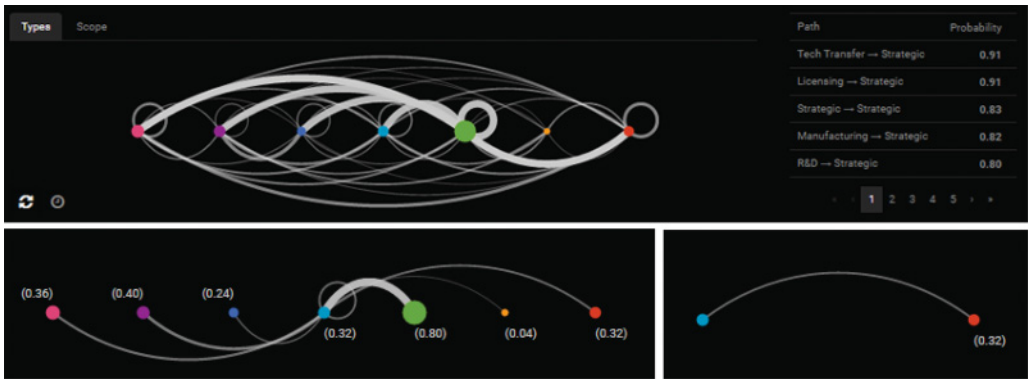 Types Scope
Path Probability
Tech Transfer → Strategic 0.91
Licensing → Strategic 0.91
Strategic → Strategic 0.83
Manufacturing → Strategic 0.82
R&D → Strategic 0.80
« ‹ 1 2 3 4 5 › »
(0.36) (0.40) (0.24)
(0.32) (0.80) (0.04) (0.32)
(0.32)